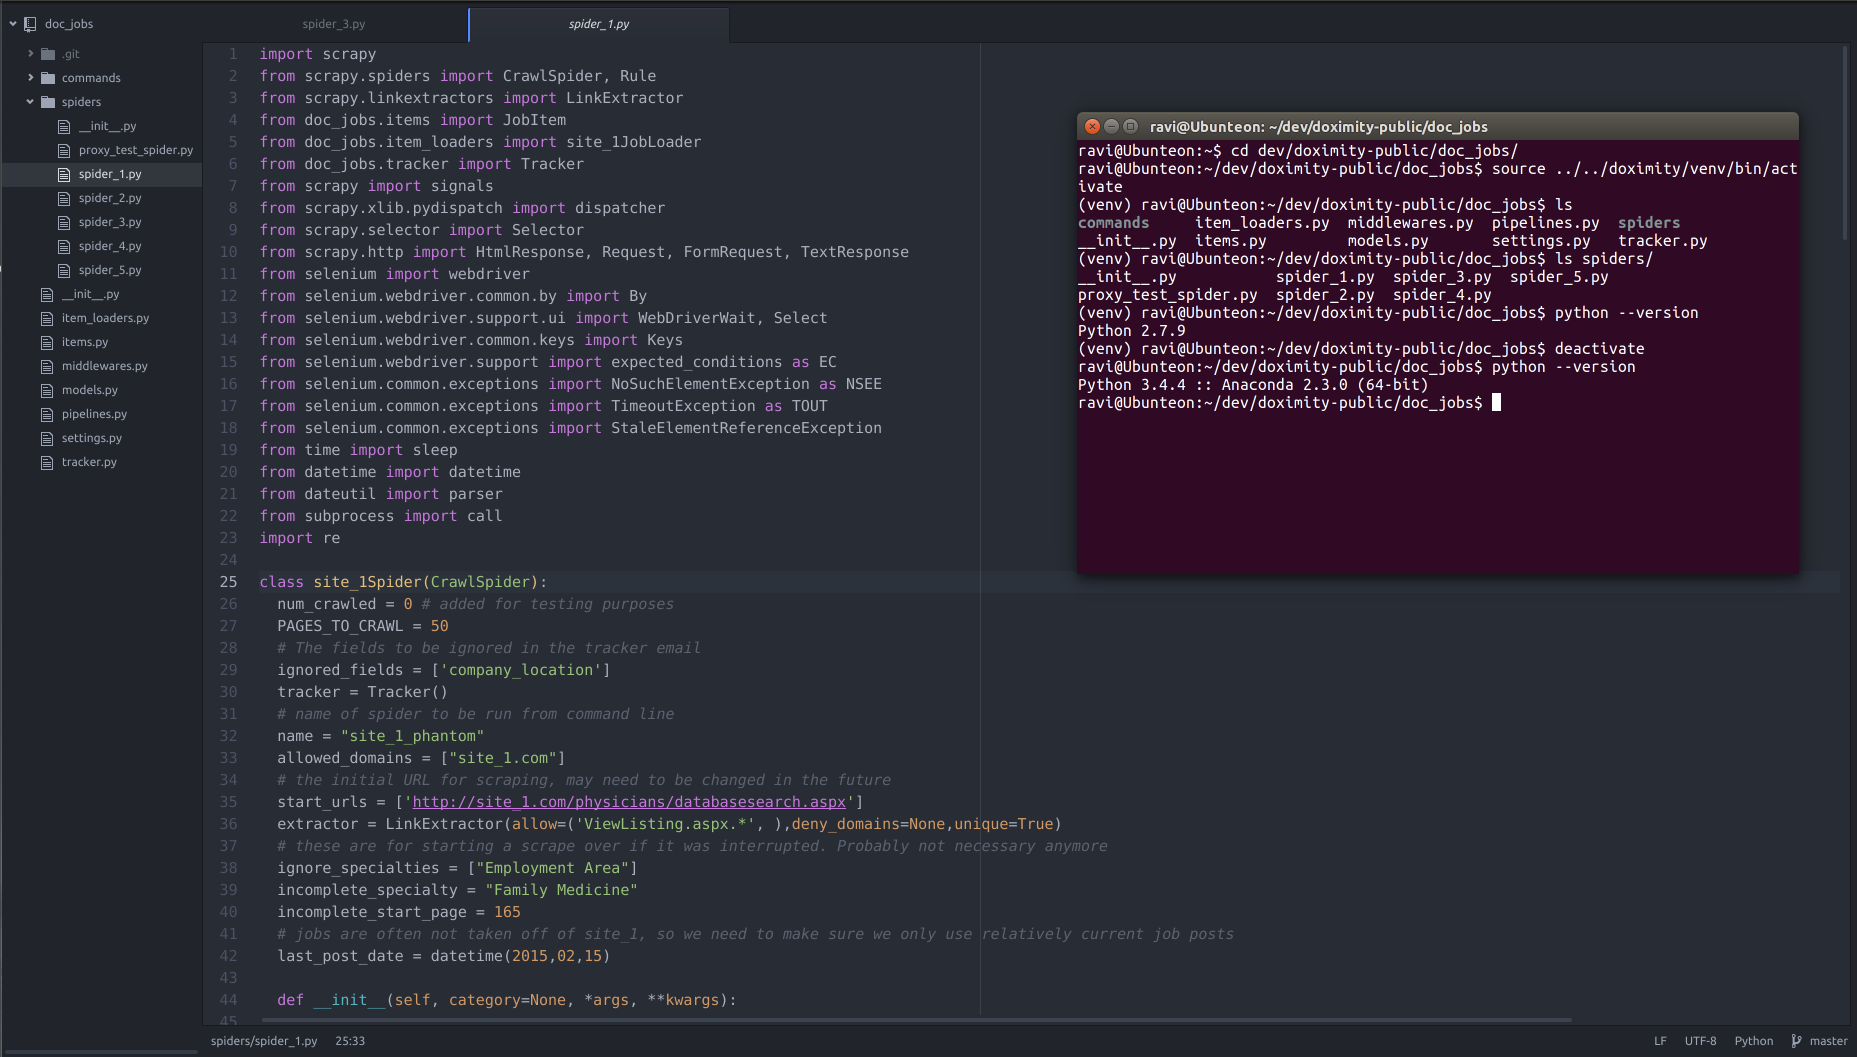 doc_jobs
.git
commands
spiders
__init__.py
proxy_test_spider.py
spider_1.py
spider_2.py
spider_3.py
spider_4.py
spider_5.py
__init__.py
item_loaders.py
items.py
middlewares.py
models.py
pipelines.py
settings.py
tracker.py
spider_3.py
spider_1.py
1 import scrapy
2 from scrapy.spiders import CrawlSpider, Rule
3 from scrapy.linkextractors import LinkExtractor
4 from doc_jobs.items import JobItem
5 from doc_jobs.item_loaders import site_1JobLoader
6 from doc_jobs.tracker import Tracker
7 from scrapy import signals
8 from scrapy.xlib.pydispatch import dispatcher
9 from scrapy.selector import Selector
10 from scrapy.http import HtmlResponse, Request, FormRequest, TextResponse
11 from selenium import webdriver
12 from selenium.webdriver.common.by import By
13 from selenium.webdriver.support.ui import WebDriverWait, Select
14 from selenium.webdriver.common.keys import Keys
15 from selenium.webdriver.support import expected_conditions as EC
16 from selenium.common.exceptions import NoSuchElementException as NSEE
17 from selenium.common.exceptions import TimeoutException as TOUT
18 from selenium.common.exceptions import StaleElementReferenceException
19 from time import sleep
20 from datetime import datetime
21 from dateutil import parser
22 from subprocess import call
23 import re
24
25 class site_1Spider(CrawlSpider):
26 num_crawled = 0 # added for testing purposes
27 PAGES_TO_CRAWL = 50
28 # The fields to be ignored in the tracker email
29 ignored_fields = ['company_location']
30 tracker = Tracker()
31 # name of spider to be run from command line
32 name = "site_1_phantom"
33 allowed_domains = ["site_1.com"]
34 # the initial URL for scraping, may need to be changed in the future
35 start_urls = ['http://site_1.com/physicians/databasesearch.aspx']
36 extractor = LinkExtractor(allow=('ViewListing.aspx.*', ),deny_domains=None,unique=True)
37 # these are for starting a scrape over if it was interrupted. Probably not necessary anymore
38 ignore_specialties = ["Employment Area"]
39 incomplete_specialty = "Family Medicine"
40 incomplete_start_page = 165
41 # jobs are often not taken off of site_1, so we need to make sure we only use relatively current job posts
42 last_post_date = datetime(2015,02,15)
43
44 def __init__(self, category=None, *args, **kwargs):
45
ravi@Ubunteon: ~/dev/doximity-public/doc_jobs
ravi@Ubunteon:~$ cd dev/doximity-public/doc_jobs/
ravi@Ubunteon:~/dev/doximity-public/doc_jobs$ source ../../doximity/venv/bin/act
ivate
(venv) ravi@Ubunteon:~/dev/doximity-public/doc_jobs$ ls
commands item_loaders.py middlewares.py pipelines.py spiders
__init__.py items.py models.py settings.py tracker.py
(venv) ravi@Ubunteon:~/dev/doximity-public/doc_jobs$ ls spiders/
__init__.py spider_1.py spider_3.py spider_5.py
proxy_test_spider.py spider_2.py spider_4.py
(venv) ravi@Ubunteon:~/dev/doximity-public/doc_jobs$ python --version
Python 2.7.9
(venv) ravi@Ubunteon:~/dev/doximity-public/doc_jobs$ deactivate
ravi@Ubunteon:~/dev/doximity-public/doc_jobs$ python --version
Python 3.4.4 :: Anaconda 2.3.0 (64-bit)
ravi@Ubunteon:~/dev/doximity-public/doc_jobs$
spiders/spider_1.py 25:33
LF UTF-8 Python master